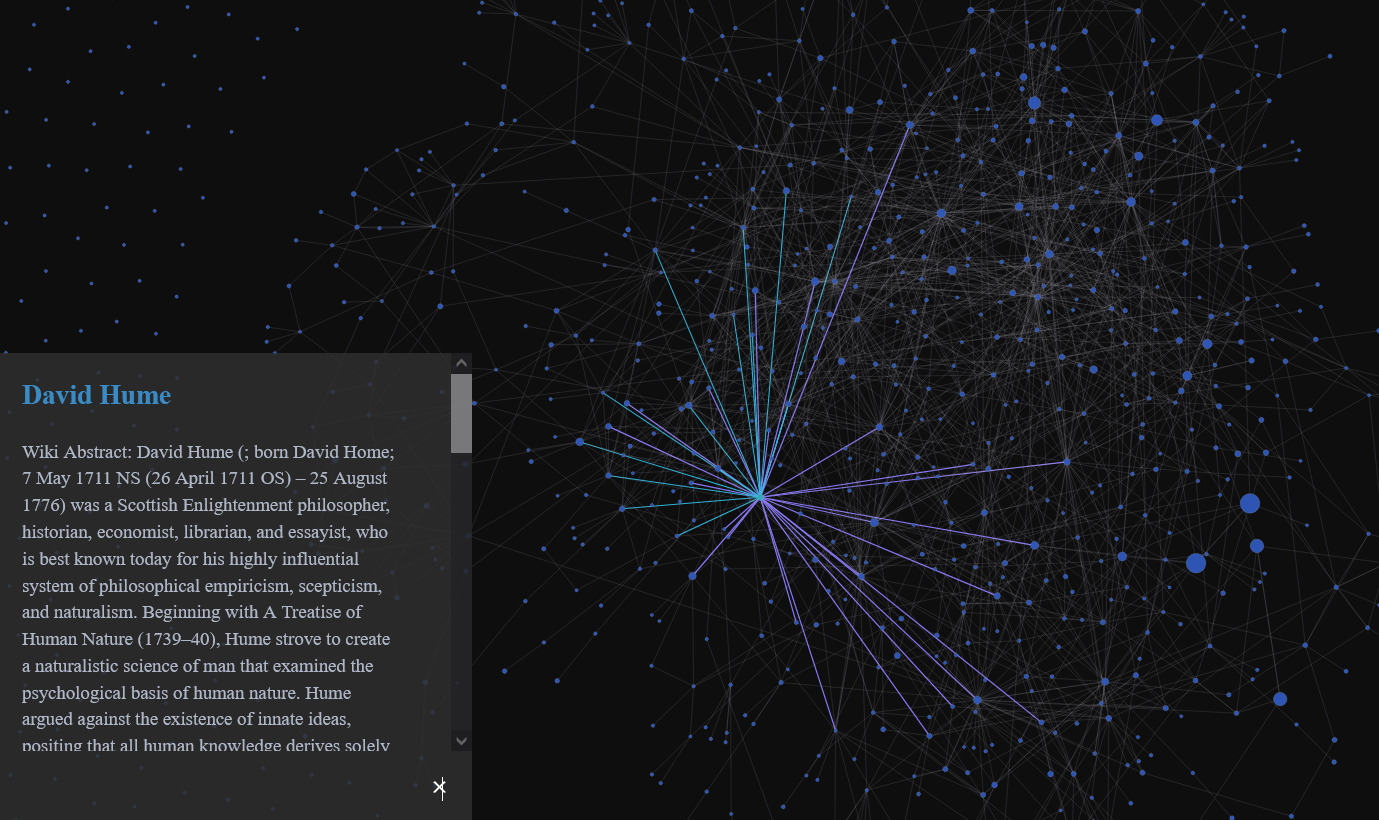 David Hume
Wiki Abstract: David Hume (; born David Home;
7 May 1711 NS (26 April 1711 OS) – 25 August
1776) was a Scottish Enlightenment philosopher,
historian, economist, librarian, and essayist, who
is best known today for his highly influential
system of philosophical empiricism, scepticism,
and naturalism. Beginning with A Treatise of
Human Nature (1739–40), Hume strove to create
a naturalistic science of man that examined the
psychological basis of human nature. Hume
argued against the existence of innate ideas,
positing that all human knowledge derives solely